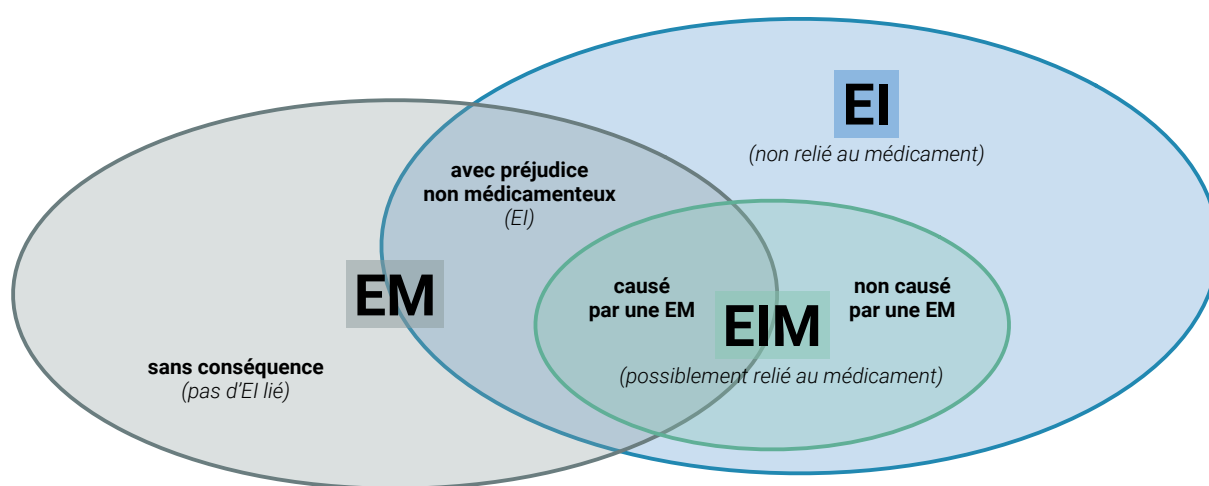 EI
(non relié au médicament)
avec préjudice
non médicamenteux
(EI)
EM
causé
par une EM
non causé
par une EM
EIM
(possiblement relié au médicament)
sans conséquence
(pas d'EI lié)